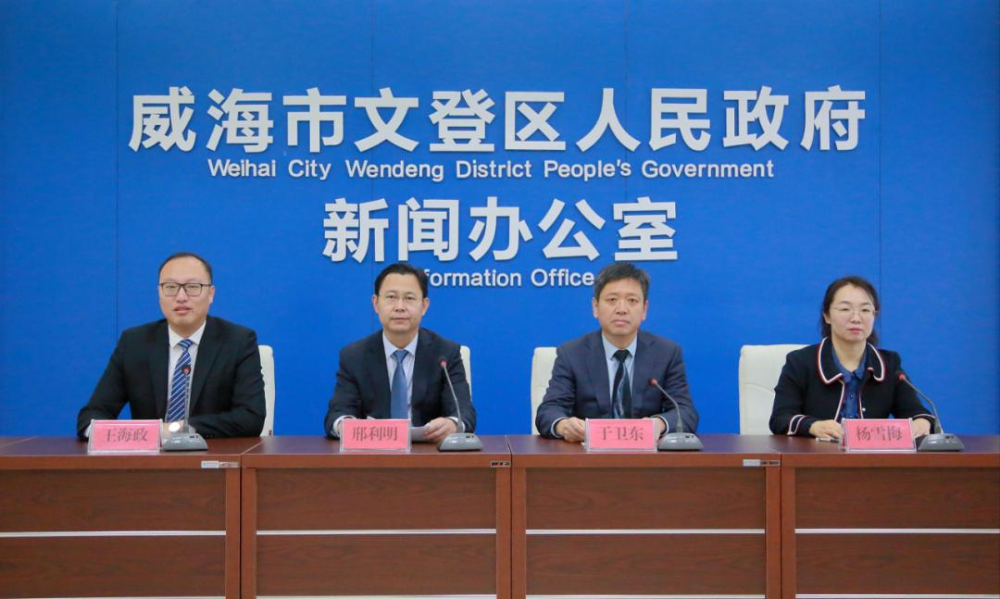 威海市文登区人民政府
Weihai City Wendeng District People's Government
新闻办公室
formation Office
王海政
邢利明
于卫东
杨雪梅